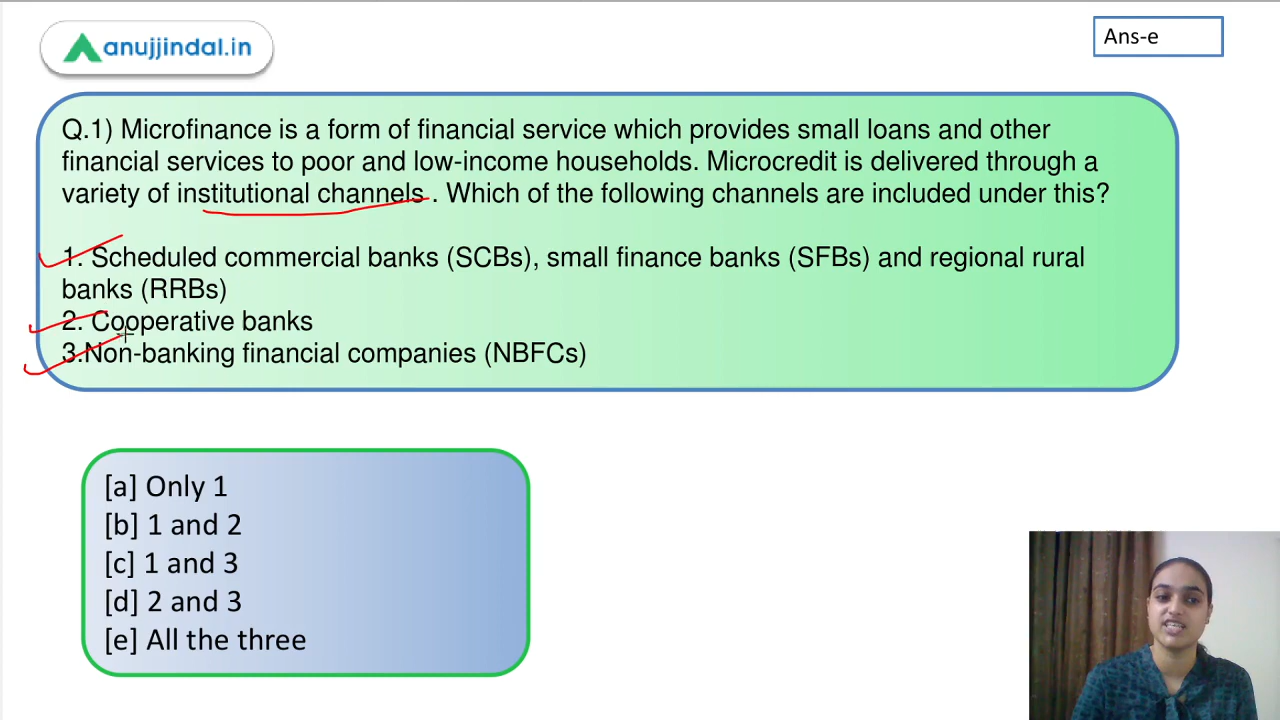 anujjindal.in
Ans-e
Q.1) Microfinance is a form of financial service which provides small loans and other
financial services to poor and low-income households. Microcredit is delivered through a
variety of institutional channels . Which of the following channels are included under this?
1. Scheduled commercial banks (SCBs), small finance banks (SFBs) and regional rural
banks (RRBs)
2. Cooperative banks
3.Non-banking financial companies (NBFCs)
[a] Only 1
[b] 1 and 2
[c] 1 and 3
[d] 2 and 3
[e] All the three